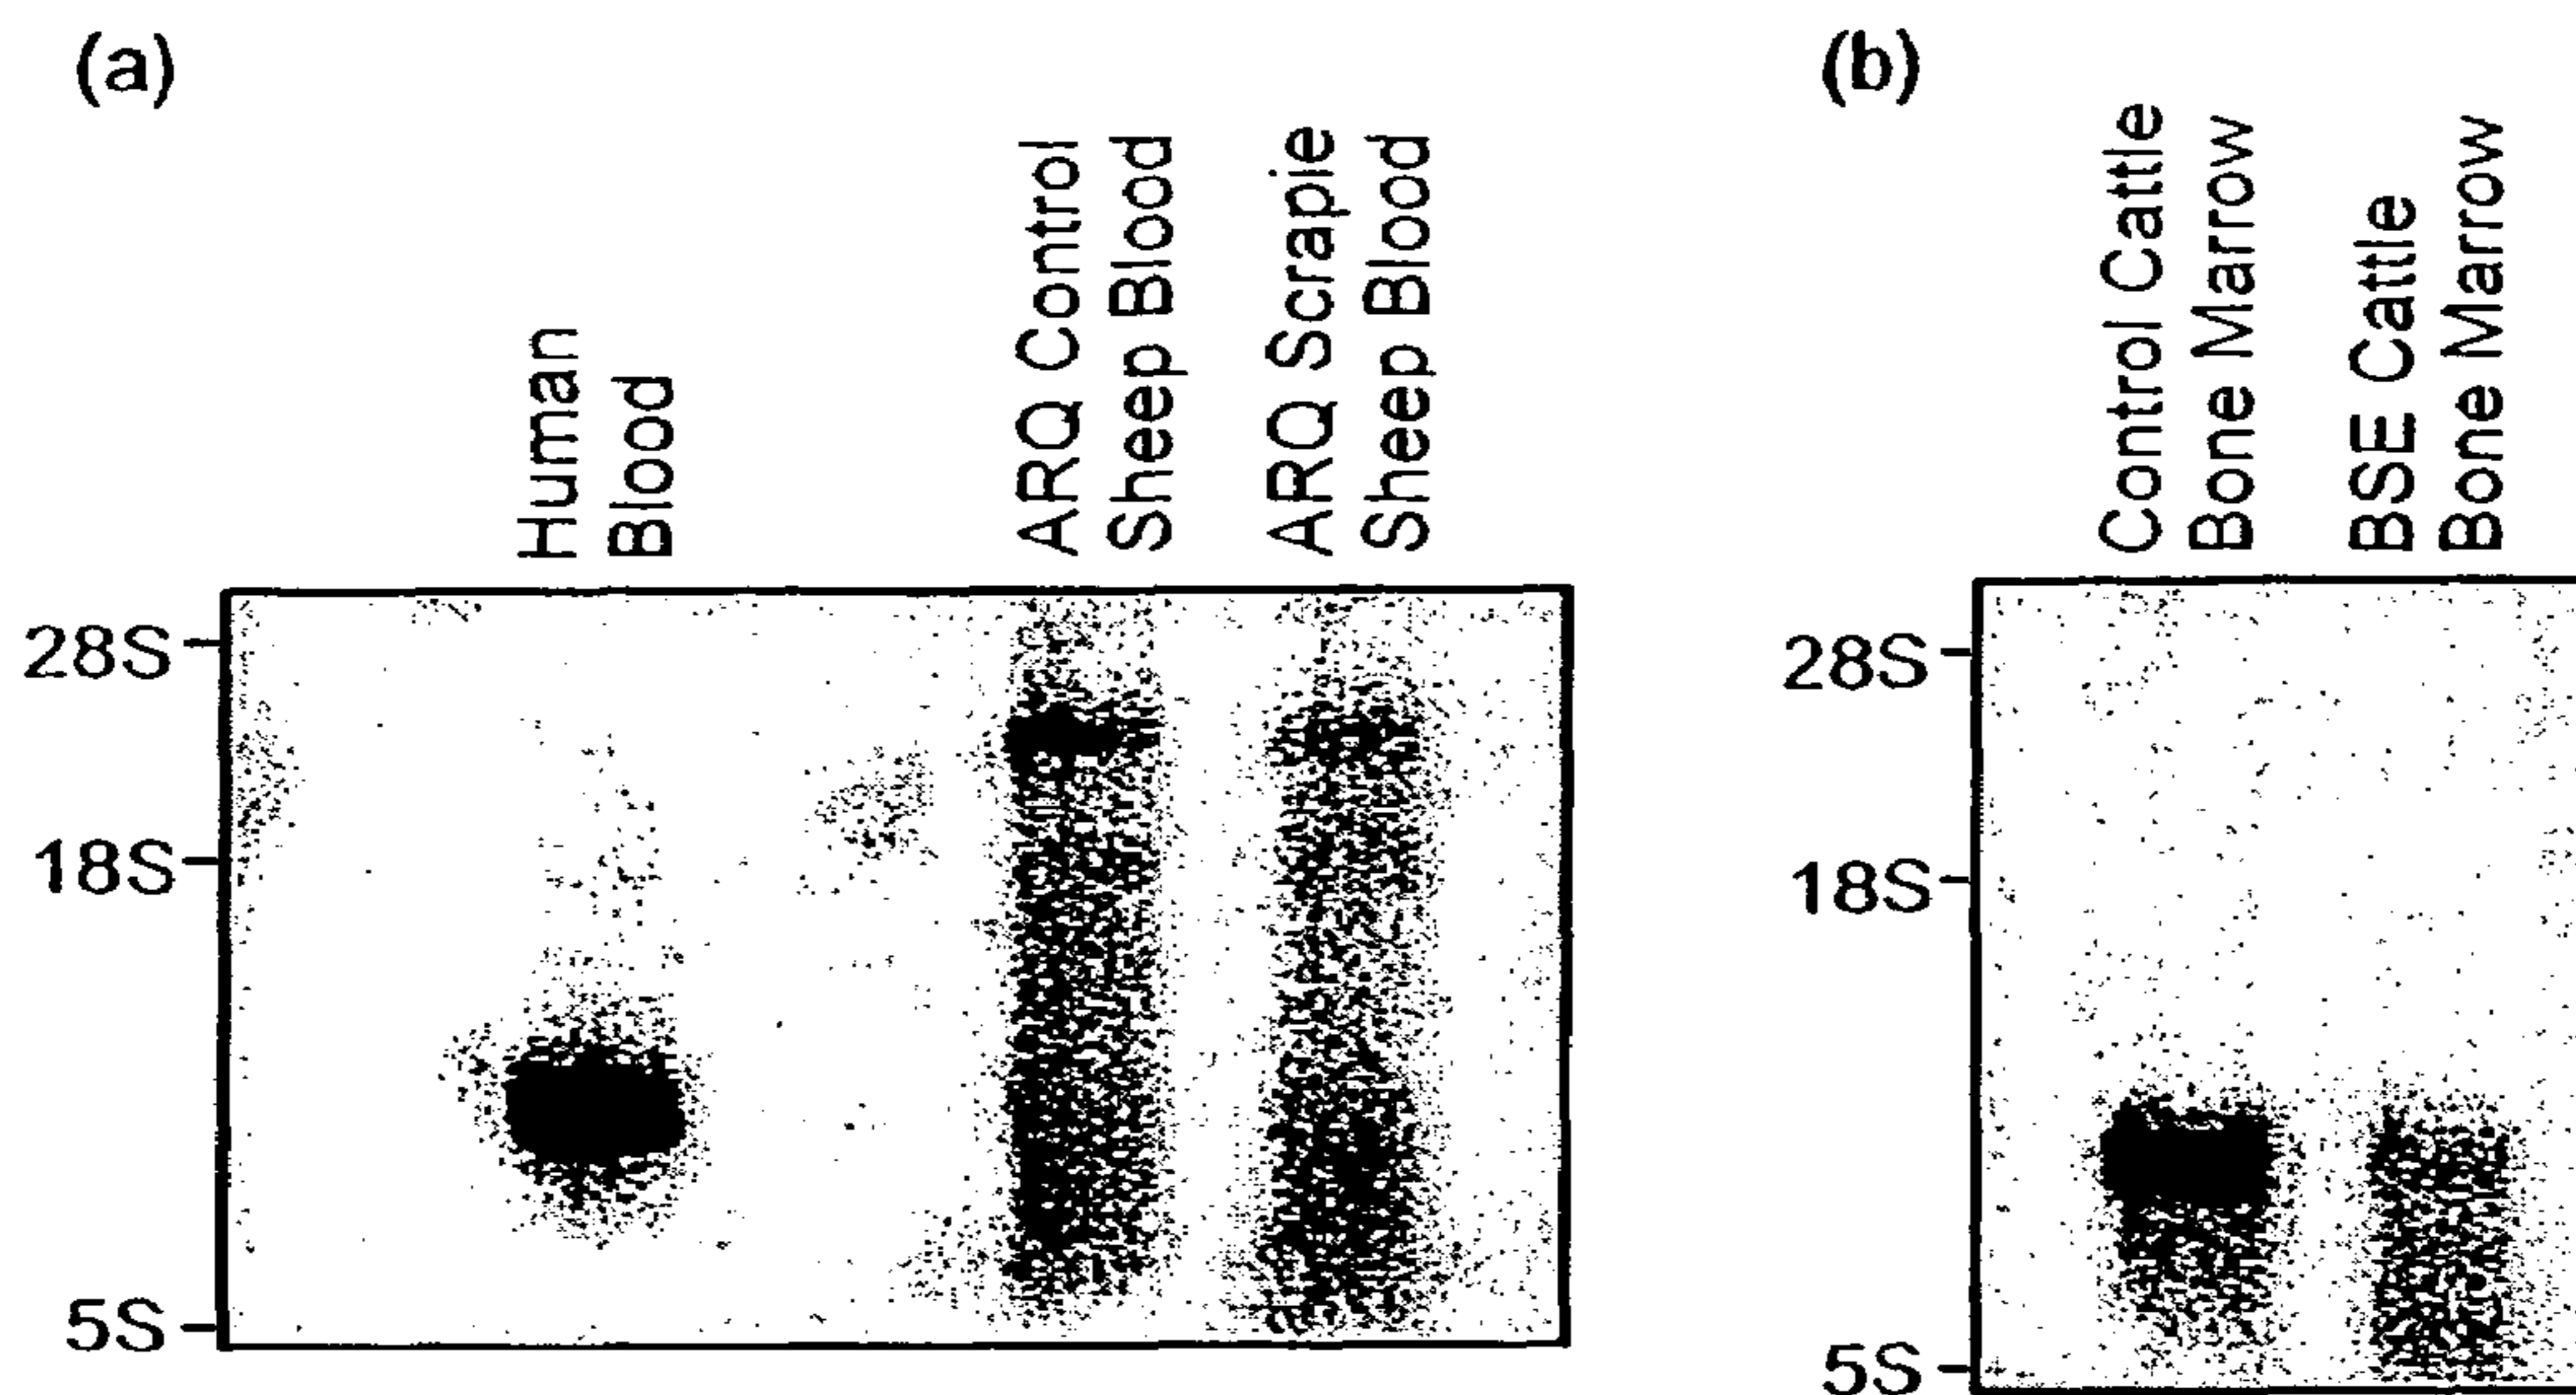 (a)
Human
Blood
ARQ Control
Sheep Blood
ARQ Scrapie
Sheep Blood
28S
18S
5S
(b)
Control Cattle
Bone Marrow
BSE Cattle
Bone Marrow
28S
18S
5S